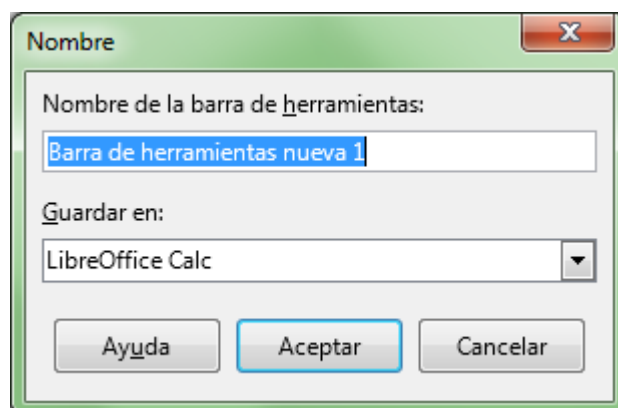 Nombre
Nombre de la barra de herramientas:
Barra de herramientas nueva 1
Guardar en:
LibreOffice Calc
Ayuda Aceptar Cancelar